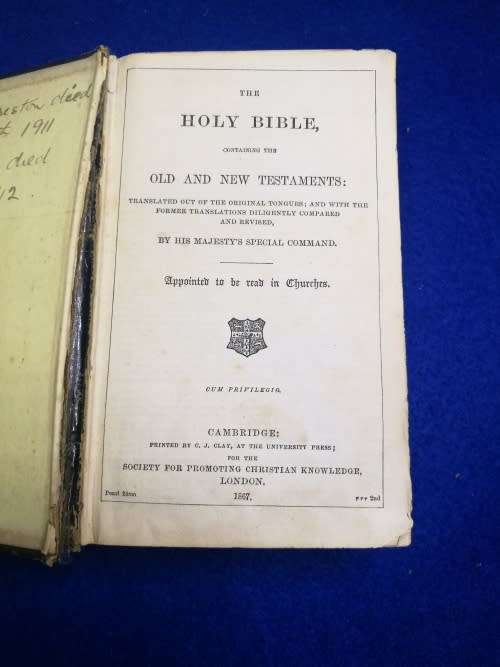 died
1911
died
12
THE
HOLY BIBLE,
CONTAINING THE
OLD AND NEW TESTAMENTS:
TRANSLATED OUT OF THE ORIGINAL TONGUES; AND WITH THE
FORMER TRANSLATIONS DILIGENTLY COMPARED
AND REVISED,
BY HIS MAJESTY'S SPECIAL COMMAND.
Appointed to be read in Churches.
CUM PRIVILEGIO.
CAMBRIDGE:
PRINTED BY C. J. CLAY, AT THE UNIVERSITY PRESS;
FOR THE
SOCIETY FOR PROMOTING CHRISTIAN KNOWLEDGE,
LONDON.
1867.
Pearl 24mo.
2nd